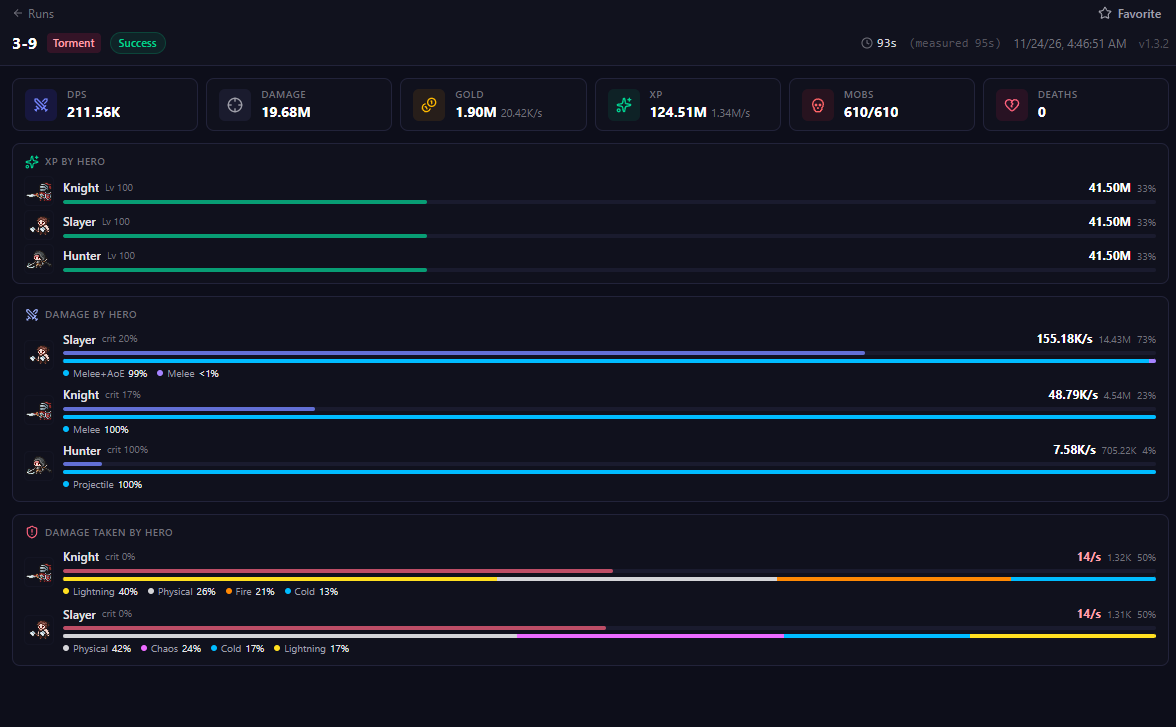 Runs
Favorite
3-9 Torment Success
93s (measured 95s) 11/24/26, 4:46:51 AM v1.3.2
DPS
211.56K
DAMAGE
19.68M
GOLD
1.90M 20.42K/s
XP
124.51M 1.34M/s
MOBS
610/610
DEATHS
0
XP BY HERO
Knight Lv 100 41.50M 33%
Slayer Lv 100 41.50M 33%
Hunter Lv 100 41.50M 33%
DAMAGE BY HERO
Slayer crit 20% 155.18K/s 14.43M 73%
Melee+AoE 99% Melee <1%
Knight crit 17% 48.79K/s 4.54M 23%
Melee 100%
Hunter crit 100% 7.58K/s 705.22K 4%
Projectile 100%
DAMAGE TAKEN BY HERO
Knight crit 0% 14/s 1.32K 50%
Lightning 40% Physical 26% Fire 21% Cold 13%
Slayer crit 0% 14/s 1.31K 50%
Physical 42% Chaos 24% Cold 17% Lightning 17%